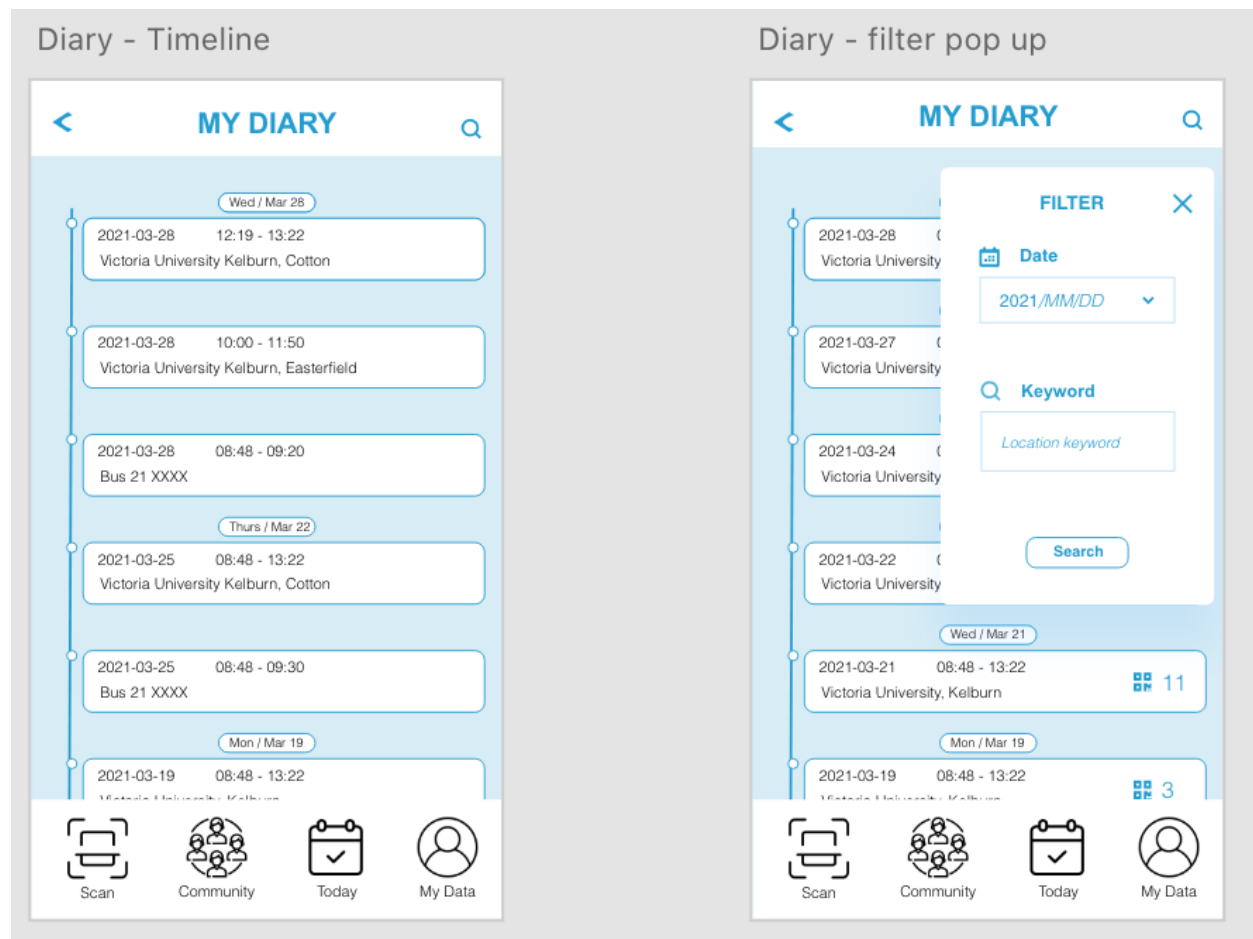 Diary - Timeline
MY DIARY
Wed / Mar 28
2021-03-28 12:19 - 13:22
Victoria University Kelburn, Cotton
2021-03-28 10:00 - 11:50
Victoria University Kelburn, Easterfield
2021-03-28 08:48 - 09:20
Bus 21 XXXX
Thurs / Mar 22
2021-03-25 08:48 - 13:22
Victoria University Kelburn, Cotton
2021-03-25 08:48 - 09:30
Bus 21 XXXX
Mon / Mar 19
2021-03-19 08:48 - 13:22
Victoria University, Kelburn
Scan Community Today My Data
Diary - filter pop up
MY DIARY
2021-03-28
Victoria University
2021-03-27
Victoria University
2021-03-24
Victoria University
2021-03-22
Victoria University
FILTER
Date
2021/MM/DD
Keyword
Location keyword
Search
Wed / Mar 21
2021-03-21 08:48 - 13:22
Victoria University, Kelburn 11
Mon / Mar 19
2021-03-19 08:48 - 13:22
Victoria University, Kelburn 3
Scan Community Today My Data